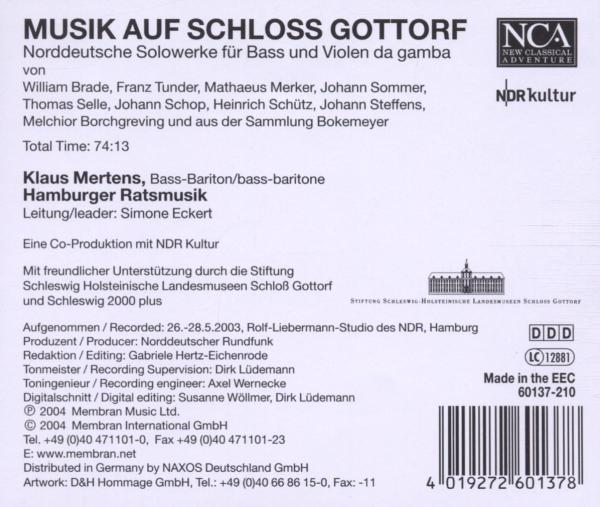 MUSIK AUF SCHLOSS GOTTORF
Norddeutsche Solowerke für Bass und Violen da gamba
von
William Brade, Franz Tunder, Mathaeus Merker, Johann Sommer,
Thomas Selle, Johann Schop, Heinrich Schütz, Johann Steffens,
Melchior Borchgreving und aus der Sammlung Bokemeyer
Total Time: 74:13
NCA
NEW CLASSICAL
ADVENTURE
NDR kultur
Klaus Mertens, Bass-Bariton/bass-baritone
Hamburger Ratsmusik
Leitung/leader: Simone Eckert
Eine Co-Produktion mit NDR Kultur
Mit freundlicher Unterstützung durch die Stiftung
Schleswig Holsteinische Landesmuseen Schloß Gottorf
und Schleswig 2000 plus
STIFTUNG SCHLESWIG-HOLSTEINISCHE LANDESMUSEEN SCHLOSS GOTTORF
Aufgenommen / Recorded: 26.-28.5.2003, Rolf-Liebermann-Studio des NDR, Hamburg
Produzent / Producer: Norddeutscher Rundfunk
Redaktion / Editing: Gabriele Hertz-Eichenrode
Tonmeister / Recording Supervision: Dirk Lüdemann
Toningenieur / Recording engineer: Axel Wernecke
Digitalschnitt / Digital editing: Susanne Wöllmer, Dirk Lüdemann
℗ 2004 Membran Music Ltd.
© 2004 Membran International GmbH
Tel. +49 (0)40 471101-0, Fax +49 (0)40 471101-23
E: www.membran.net
Distributed in Germany by NAXOS Deutschland GmbH
Artwork: D&H Hommage GmbH, Tel.: +49 (0)40 66 86 15-0, Fax: -11
DDD
LC 12881
Made in the EEC
60137-210
4 019272 601378